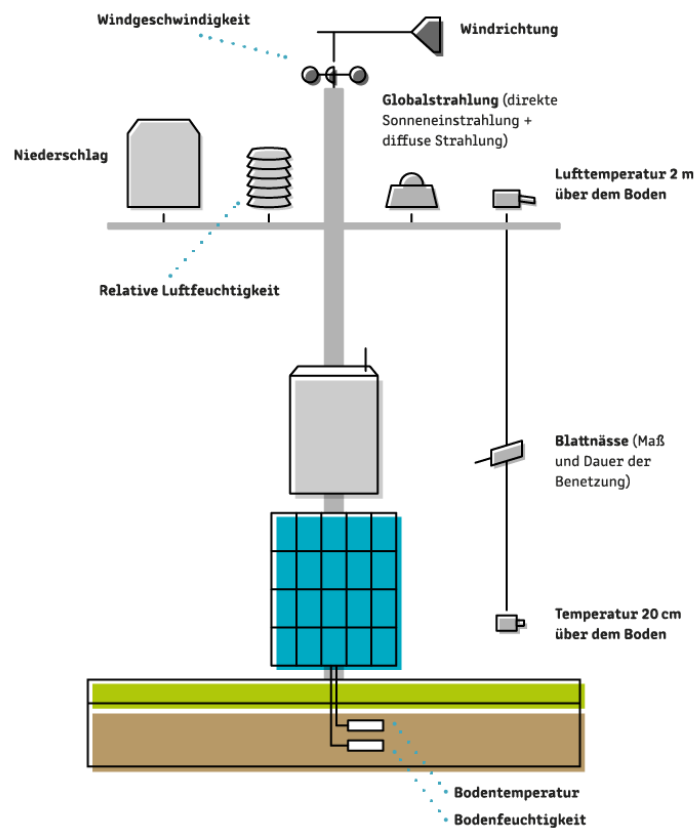 Windgeschwindigkeit
Windrichtung
Globalstrahlung (direkte
Sonneneinstrahlung +
diffuse Strahlung)
Niederschlag
Lufttemperatur 2 m
über dem Boden
Relative Luftfeuchtigkeit
Blattnässe (Maß
und Dauer der
Benetzung)
Temperatur 20 cm
über dem Boden
Bodentemperatur
Bodenfeuchtigkeit